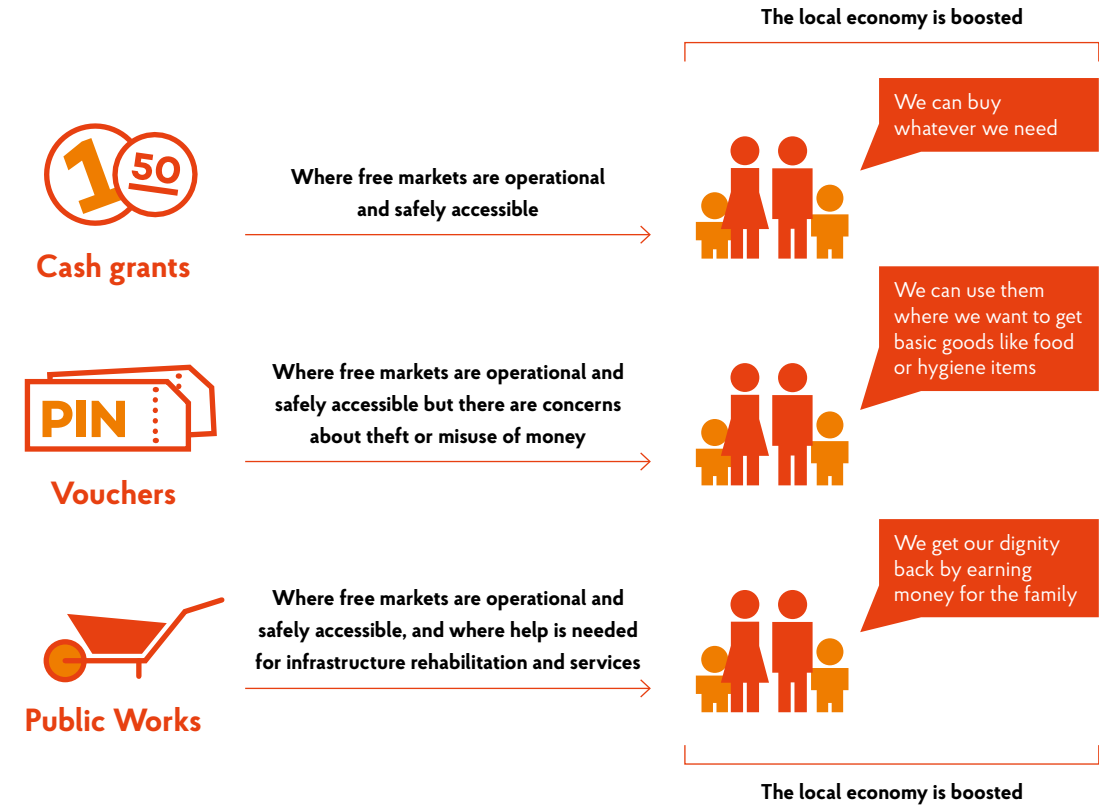 The local economy is boosted
1
50
Cash grants
Where free markets are operational
and safely accessible
We can buy
whatever we need
PIN
Vouchers
Where free markets are operational and
safely accessible but there are concerns
about theft or misuse of money
We can use them
where we want to get
basic goods like food
or hygiene items
Public Works
Where free markets are operational and
safely accessible, and where help is needed
for infrastructure rehabilitation and services
We get our dignity
back by earning
money for the family
The local economy is boosted